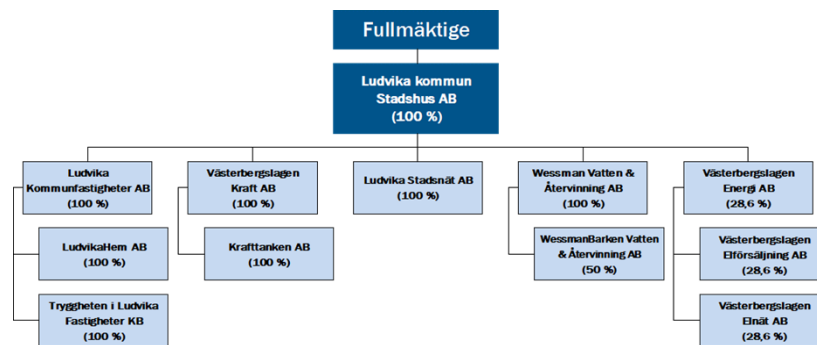 Fullmäktige
Ludvika kommun
Stadshus AB
(100 %)
Ludvika
Kommunfastigheter AB
(100 %)
Västerbergslagen
Kraft AB
(100 %)
Ludvika Stadsnät AB
(100 %)
Wessman Vatten &
Återvinning AB
(100 %)
Västerbergslagen
Energi AB
(28,6 %)
LudvikaHem AB
(100 %)
Krafttanken AB
(100 %)
WessmanBarken Vatten
& Återvinning AB
(50 %)
Västerbergslagen
Elförsäljning AB
(28,6 %)
Tryggheten i Ludvika
Fastigheter KB
(100 %)
Västerbergslagen
Elnät AB
(28,6 %)